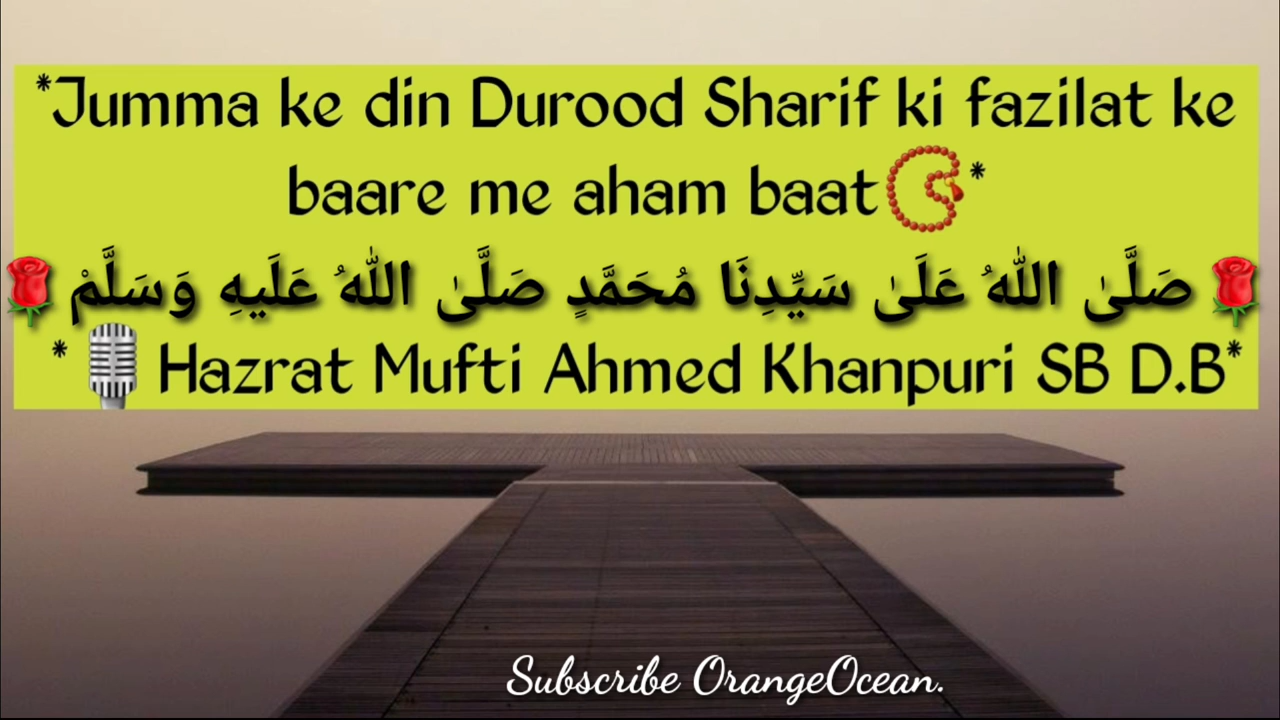 *Jumma ke din Durood Sharif ki fazilat ke
baare me aham baat📿*
🌹صَلَّىٰ اللّٰهُ عَلَىٰ سَيِّدِنَا مُحَمَّدٍ صَلَّىٰ اللّٰهُ عَلَيهِ وَسَلَّمْ🌹
*🎙️Hazrat Mufti Ahmed Khanpuri SB D.B*
Subscribe OrangeOcean.